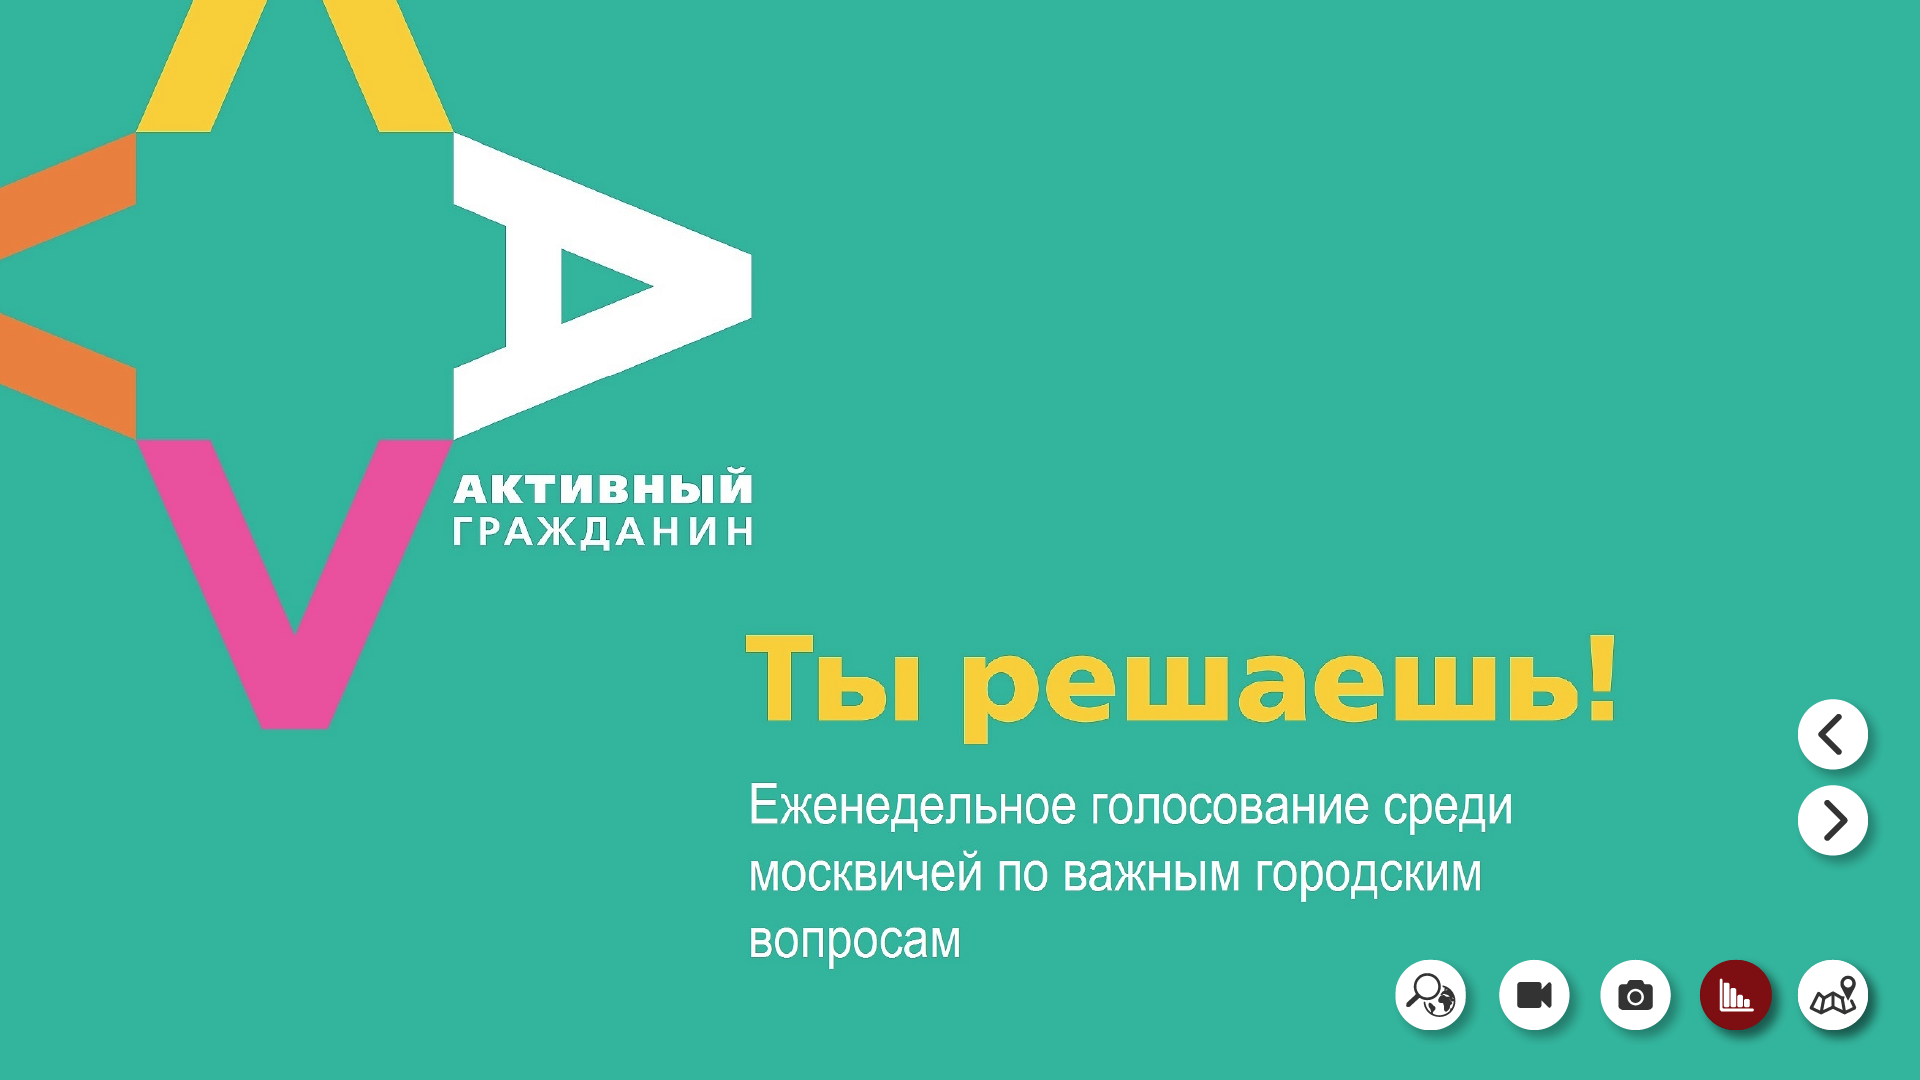 АКТИВНЫЙ
ГРАЖДАНИН
Ты решаешь!
Еженедельное голосование среди
москвичей по важным городским
вопросам